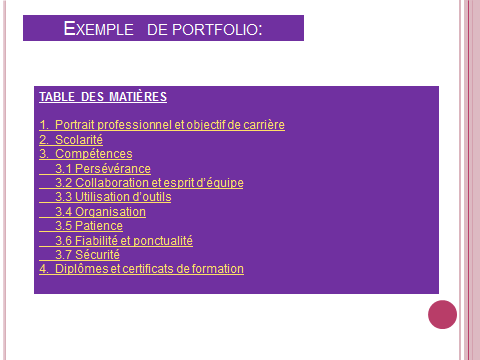 EXEMPLE DE PORTFOLIO:
TABLE DES MATIÈRES
1. Portrait professionnel et objectif de carrière
2. Scolarité
3. Compétences
3.1 Persévérance
3.2 Collaboration et esprit d'équipe
3.3 Utilisation d'outils
3.4 Organisation
3.5 Patience
3.6 Fiabilité et ponctualité
3.7 Sécurité
4. Diplômes et certificats de formation